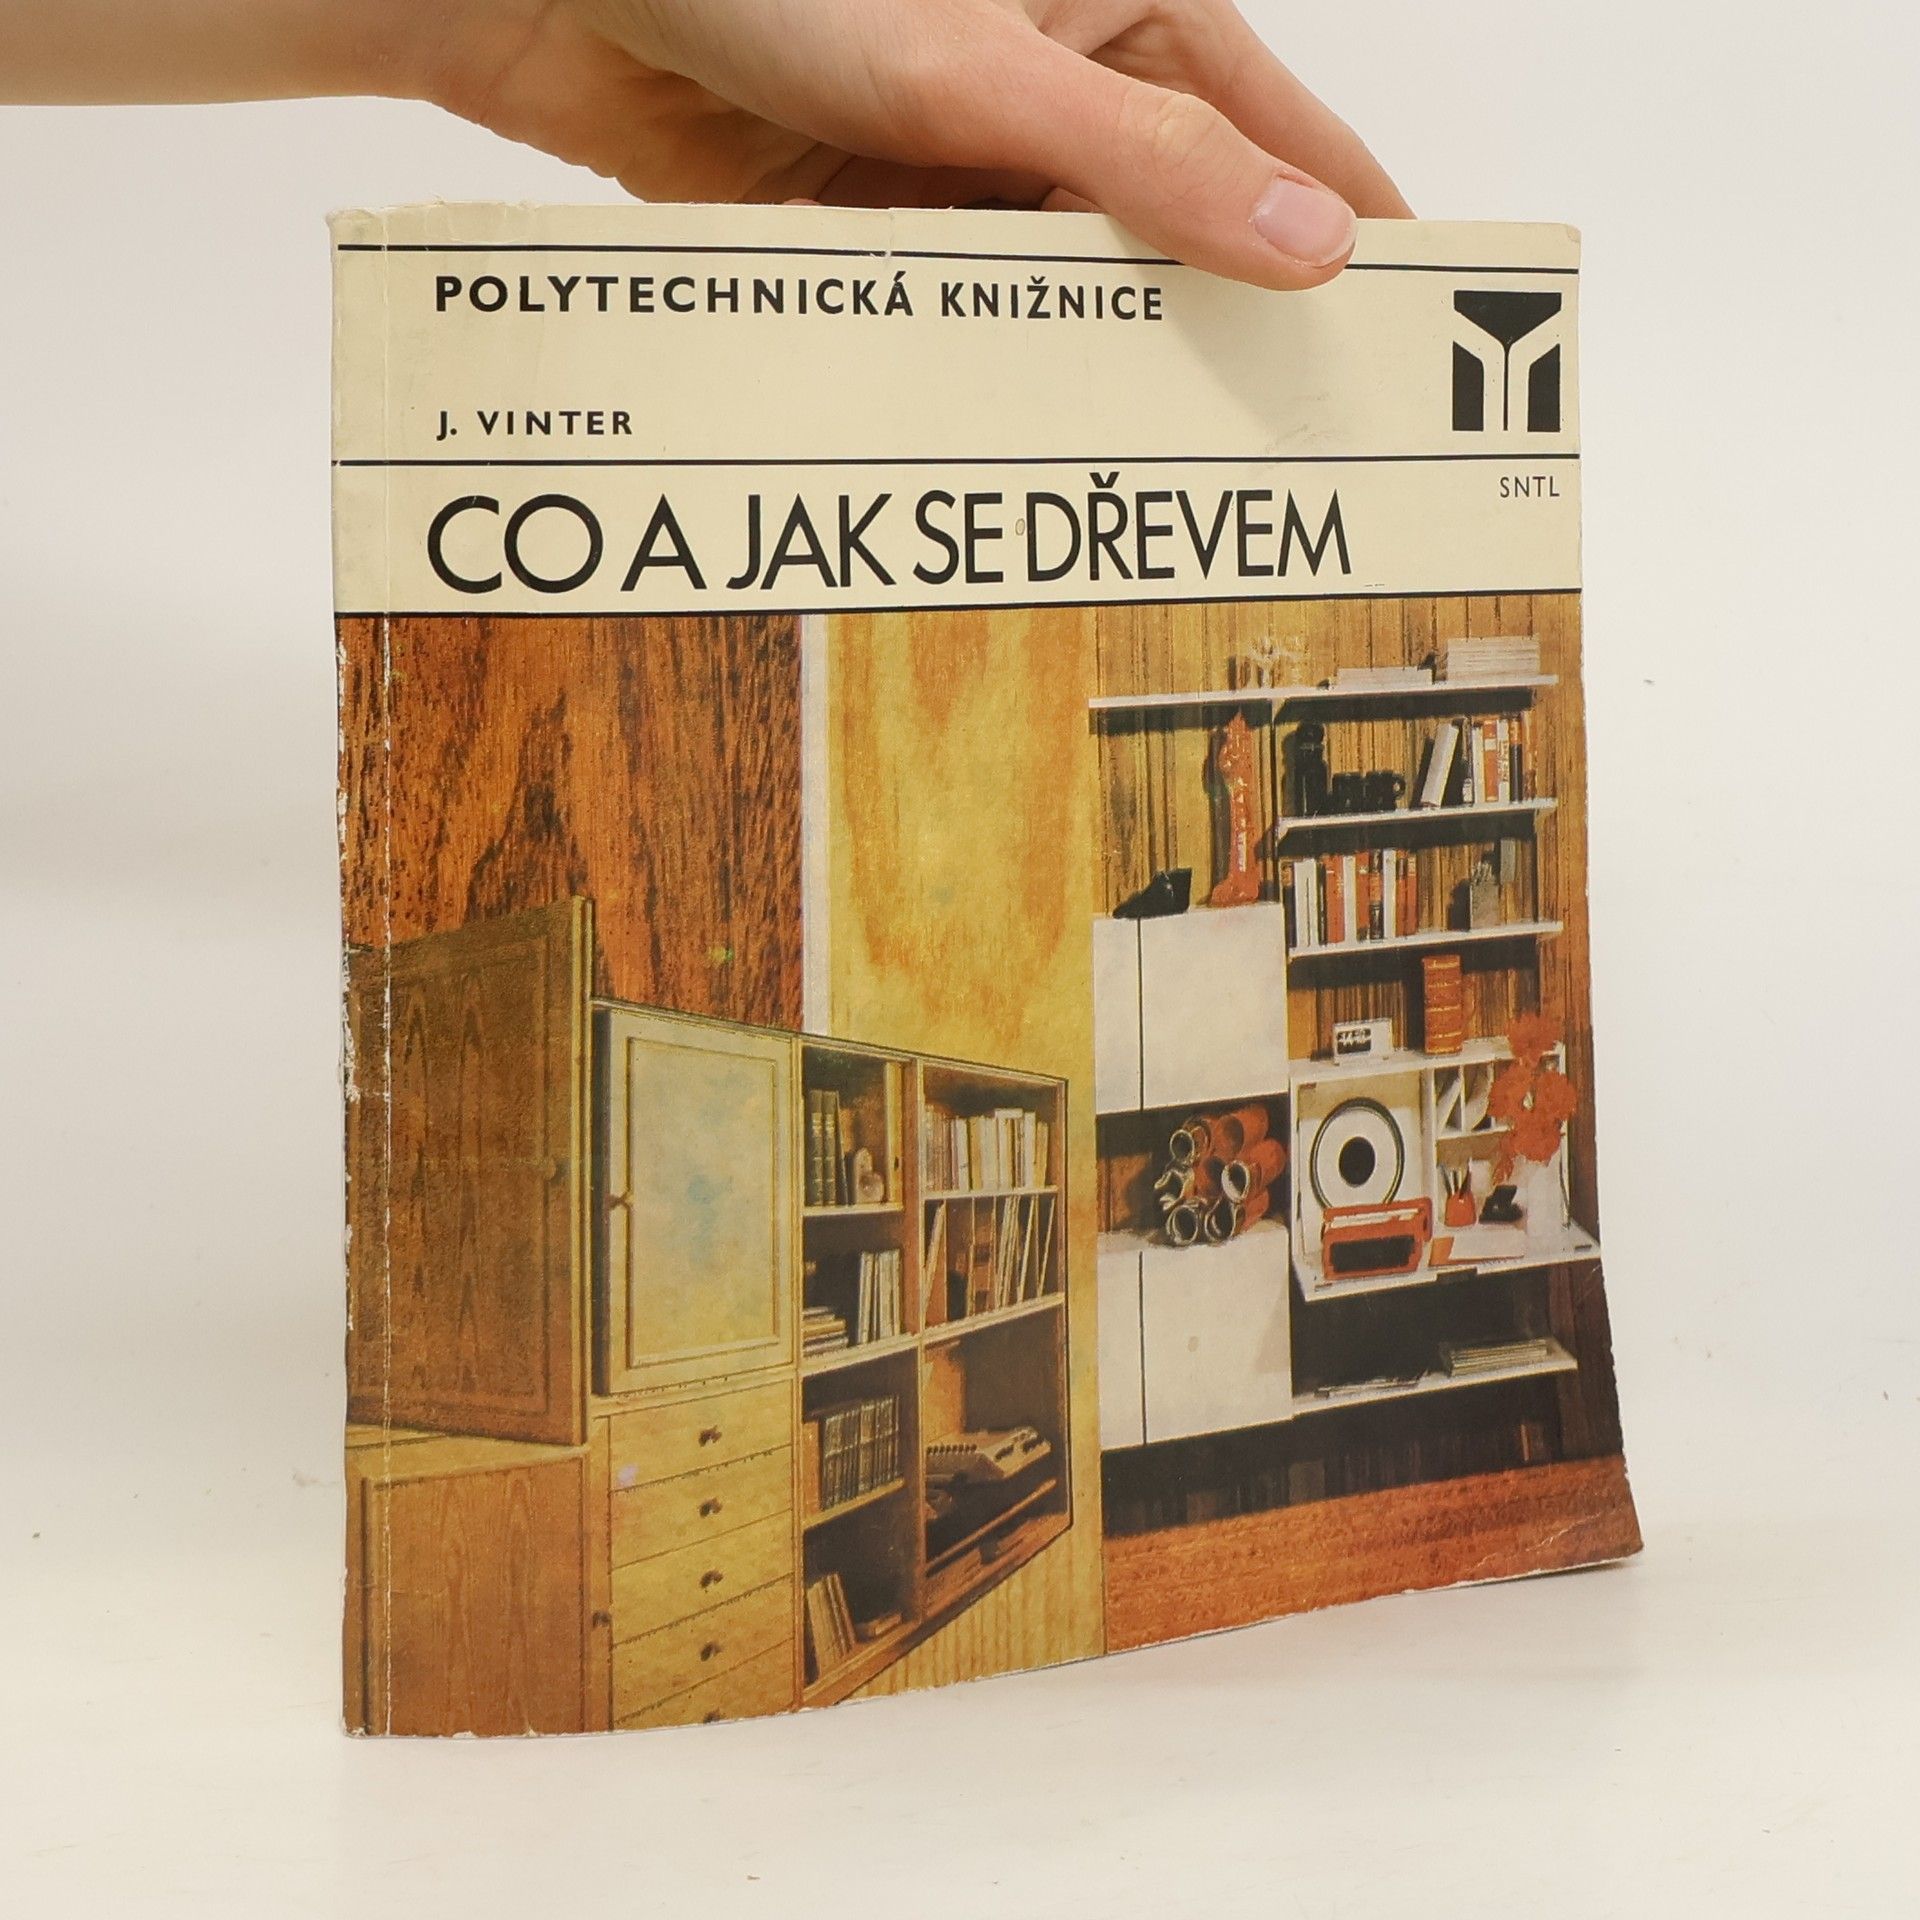 POLYTECHNICKÁ KNIŽNICE
J. VINTER
SNTL
CO A JAK SE DŘEVEM